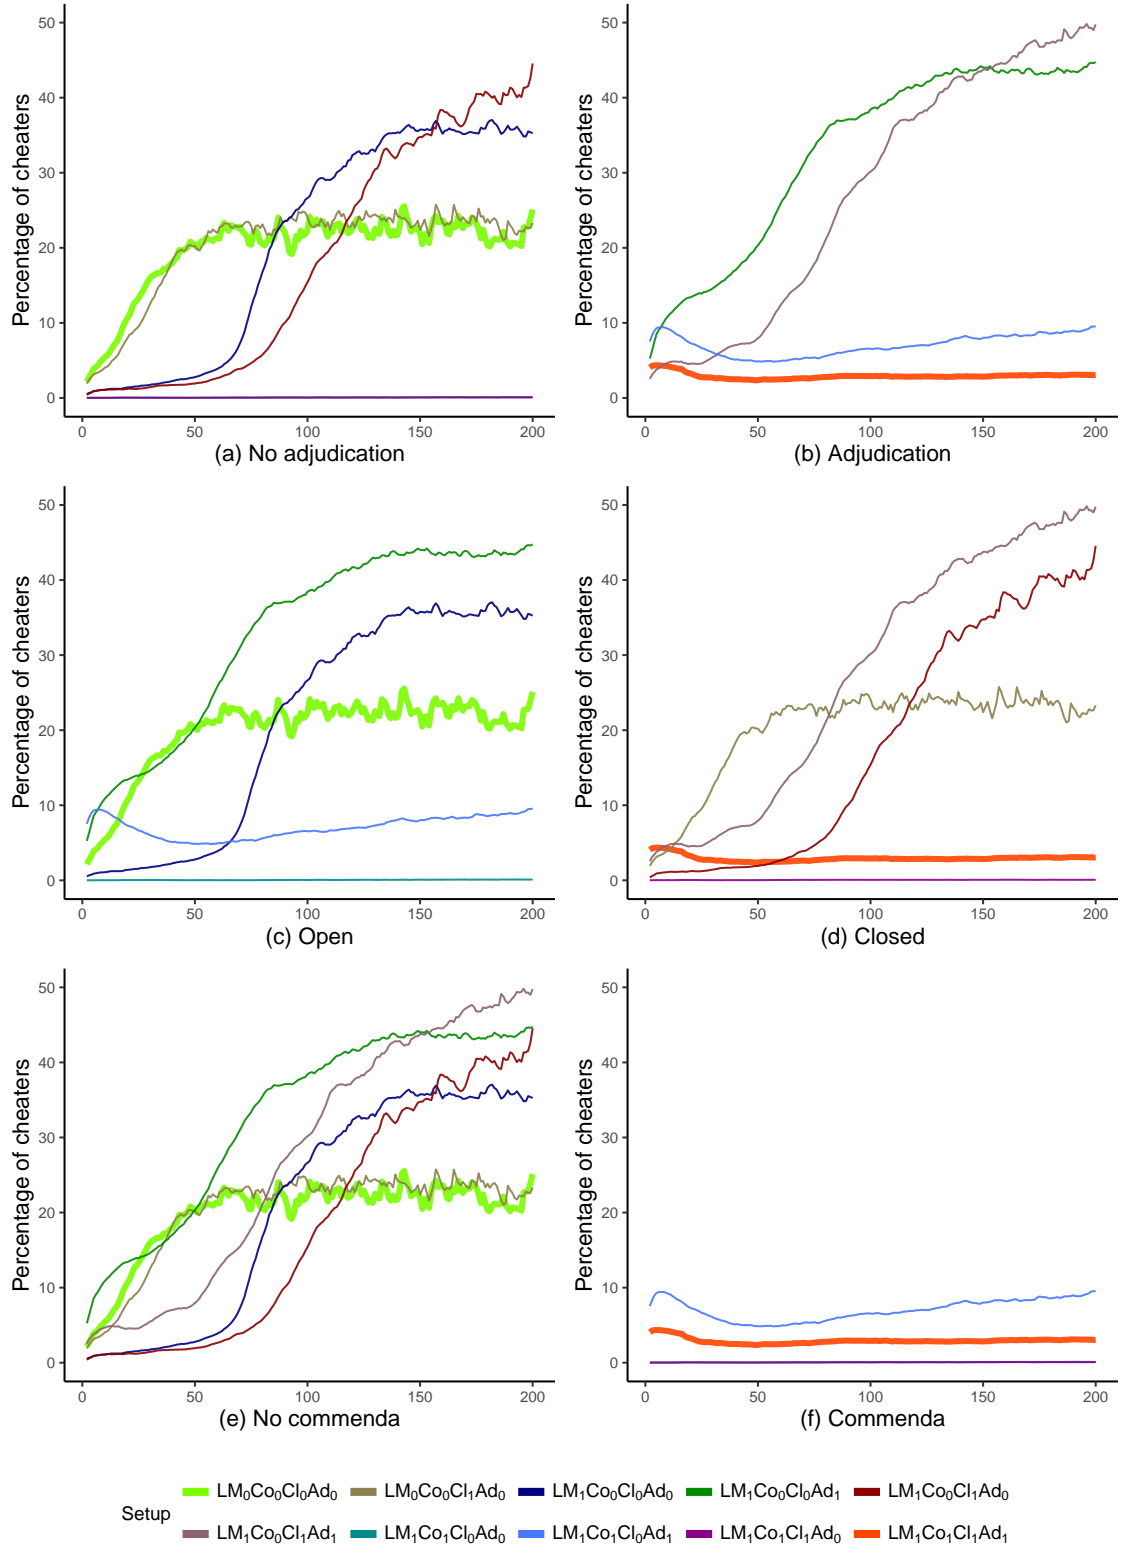 50
40
30
20
10
0
Percentage of cheaters
0 50 100 150 200
(a) No adjudication
50
40
30
20
10
0
Percentage of cheaters
0 50 100 150 200
(b) Adjudication
50
40
30
20
10
0
Percentage of cheaters
0 50 100 150 200
(c) Open
50
40
30
20
10
0
Percentage of cheaters
0 50 100 150 200
(d) Closed
50
40
30
20
10
0
Percentage of cheaters
0 50 100 150 200
(e) No commenda
50
40
30
20
10
0
Percentage of cheaters
0 50 100 150 200
(f) Commenda
Setup
LM₀Co₀Cl₀Ad₀ LM₀Co₀Cl₁Ad₀ LM₁Co₀Cl₀Ad₀ LM₁Co₀Cl₀Ad₁ LM₁Co₀Cl₁Ad₀
LM₁Co₀Cl₁Ad₁ LM₁Co₁Cl₀Ad₀ LM₁Co₁Cl₀Ad₁ LM₁Co₁Cl₁Ad₀ LM₁Co₁Cl₁Ad₁